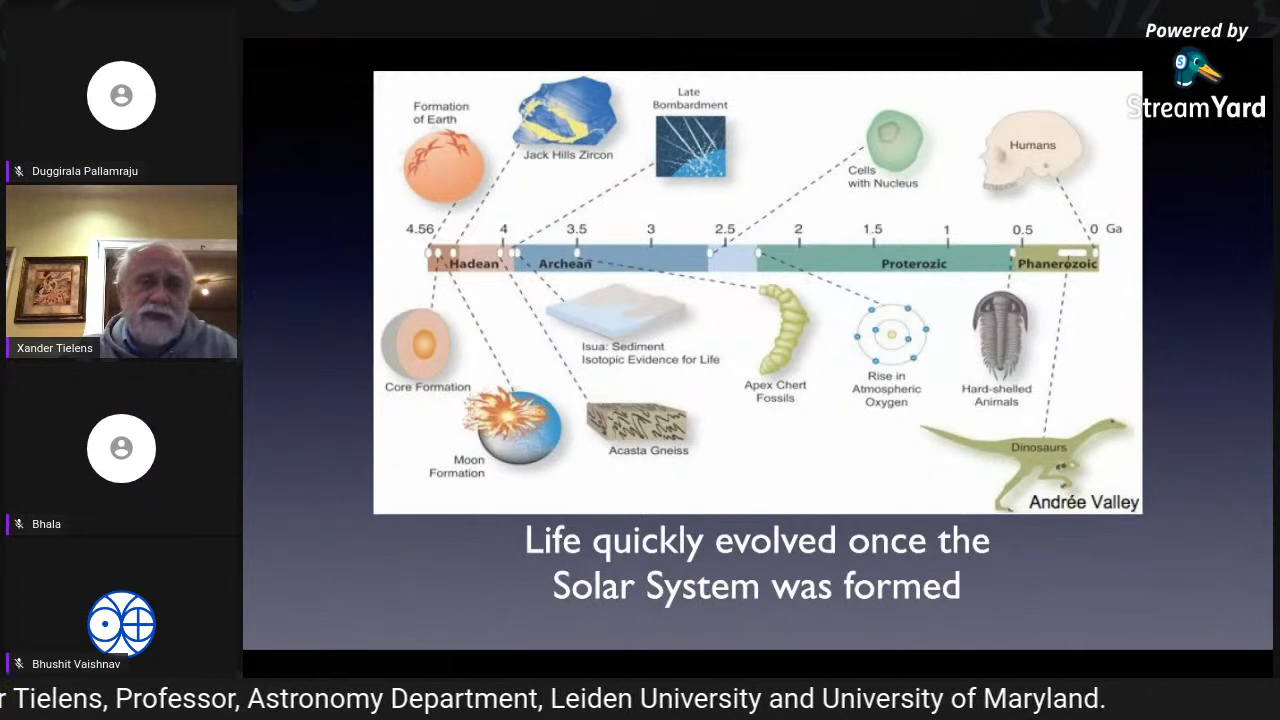 Powered by
StreamYard
Duggirala Pallamraju
Xander Tielens
Bhala
Bhushit Vaishnav
Formation
of Earth
Jack Hills Zircon
Late
Bombardment
Cells
with Nucleus
Humans
4.56 4 3.5 3 2.5 2 1.5 1 0.5 0 Ga
Hadean Archean Proterozic Phanerozoic
Core Formation
Isua: Sediment
Isotopic Evidence for Life
Apex Chert
Fossils
Rise in
Atmospheric
Oxygen
Hard-shelled
Animals
Moon
Formation
Acasta Gneiss
Dinosaurs
Andrée Valley
Life quickly evolved once the
Solar System was formed
r Tielens, Professor, Astronomy Department, Leiden University and University of Maryland.